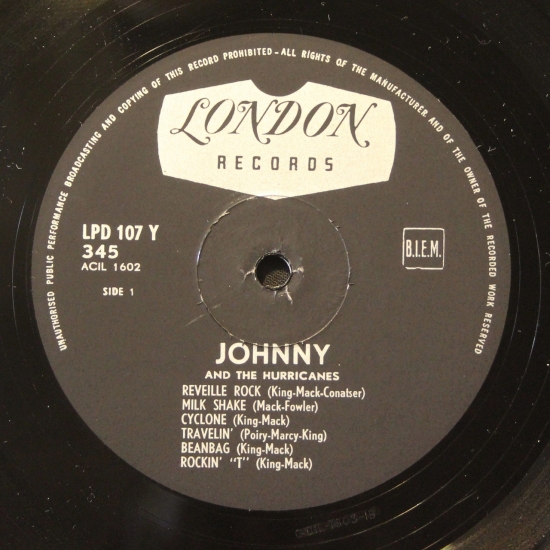 UNAUTHORISED PUBLIC PERFORMANCE BROADCASTING AND COPYING OF THIS RECORD PROHIBITED - ALL RIGHTS OF THE MANUFACTURER AND OF THE OWNER OF THE RECORDED WORK RESERVED
LONDON
RECORDS
LPD 107 Y
345
ACIL 1602
SIDE 1
B.I.E.M.
JOHNNY
AND THE HURRICANES
REVEILLE ROCK (King-Mack-Conatser)
MILK SHAKE (Mack-Fowler)
CYCLONE (King-Mack)
TRAVELIN' (Poiry-Marcy-King)
BEANBAG (King-Mack)
ROCKIN' "T" (King-Mack)